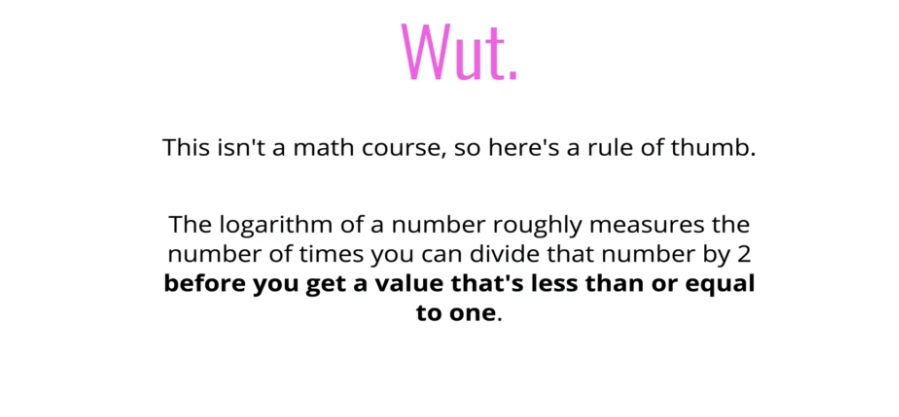 Wut.
This isn't a math course, so here's a rule of thumb.
The logarithm of a number roughly measures the
number of times you can divide that number by 2
before you get a value that's less than or equal
to one.